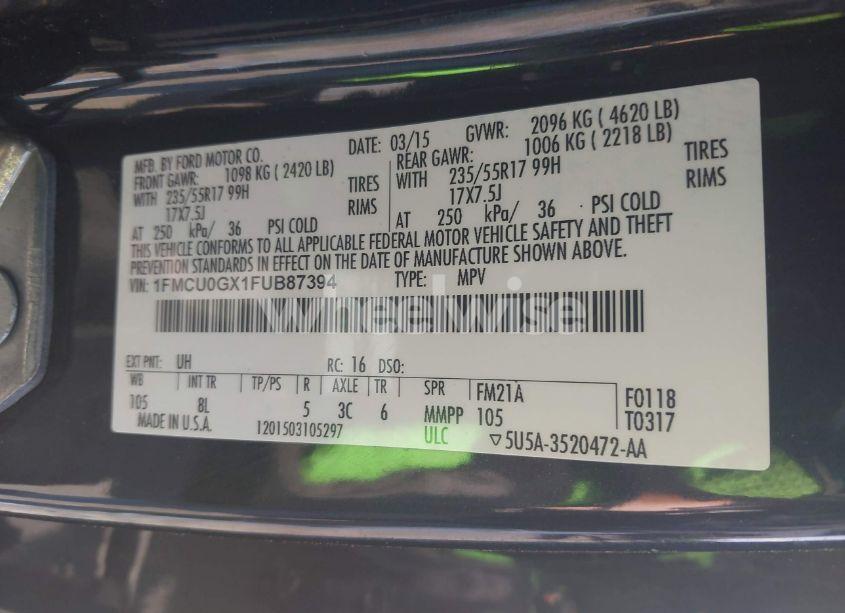 MFB. BY FORD MOTOR CO. DATE: 03/15 GVWR: 2096 KG ( 4620 LB)
FRONT GAWR: 1098 KG ( 2420 LB) REAR GAWR: 1006 KG ( 2218 LB)
WITH 235/55R17 99H TIRES WITH 235/55R17 99H TIRES
17X7.5J RIMS 17X7.5J RIMS
AT 250 kPa/ 36 PSI COLD AT 250 kPa/ 36 PSI COLD
THIS VEHICLE CONFORMS TO ALL APPLICABLE FEDERAL MOTOR VEHICLE SAFETY AND THEFT
PREVENTION STANDARDS IN EFFECT ON THE DATE OF MANUFACTURE SHOWN ABOVE.
VIN: 1FMCU0GX1FUB87394 TYPE: MPV
WheelWise
EXT PNT: UH RC: 16 DSO:
WB INT TR TP/PS R AXLE TR SPR FM21A F0118
105 8L 5 3C 6 MMPP 105 T0317
MADE IN U.S.A. 1201503105297 ULC ▽5U5A-3520472-AA